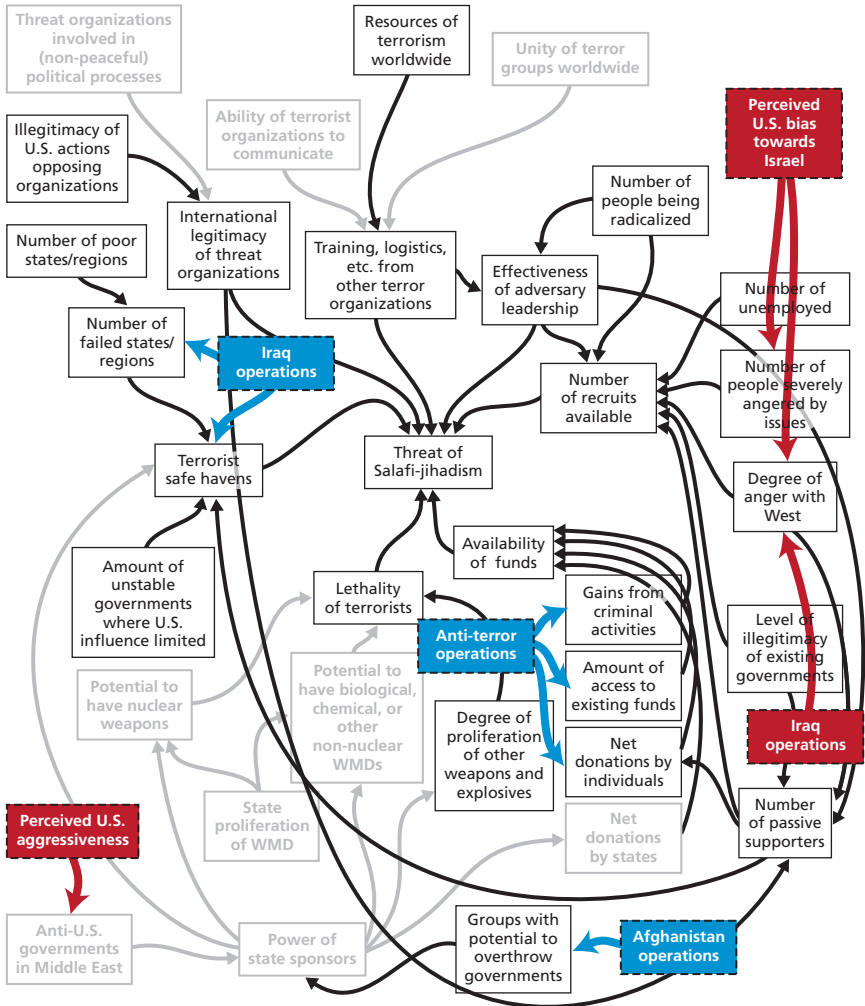 Threat organizations
involved in
(non-peaceful)
political processes
Resources of
terrorism
worldwide
Unity of terror
groups worldwide
Perceived
U.S. bias
towards
Israel
Ability of terrorist
organizations to
communicate
Illegitimacy of
U.S. actions
opposing
organizations
Number of
people being
radicalized
International
legitimacy
of threat
organizations
Number of poor
states/regions
Training, logistics,
etc. from
other terror
organizations
Effectiveness
of adversary
leadership
Number of
unemployed
Number of
failed states/
regions
Iraq
operations
Number
of recruits
available
Number of
people severely
angered by
issues
Terrorist
safe havens
Threat of
Salafi-jihadism
Degree of
anger with
West
Availability
of funds
Amount of
unstable
governments
where U.S.
influence limited
Lethality
of terrorists
Gains from
criminal
activities
Anti-terror
operations
Level of
illegitimacy
of existing
governments
Potential to
have nuclear
weapons
Potential to
have biological,
chemical, or
other
non-nuclear
WMDs
Amount of
access to
existing funds
Degree of
proliferation
of other
weapons and
explosives
Iraq
operations
Net
donations by
individuals
Perceived U.S.
aggressiveness
State
proliferation
of WMD
Net
donations
by states
Number
of passive
supporters
Anti-U.S.
governments
in Middle East
Power of
state sponsors
Groups with
potential to
overthrow
governments
Afghanistan
operations